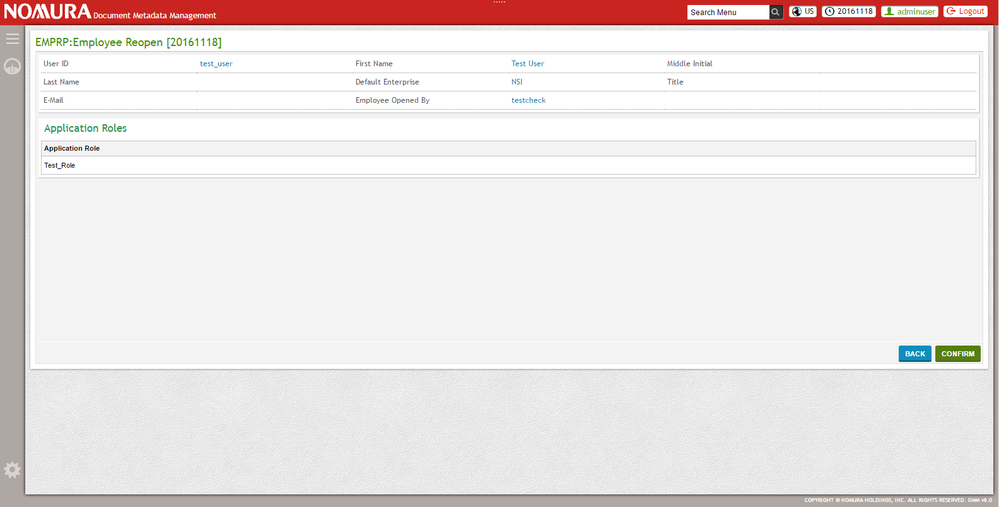 NOMURA Document Metadata Management
Search Menu
US
20161118
adminuser
Logout
EMPRP:Employee Reopen [20161118]
User ID test_user First Name Test User Middle Initial
Last Name Default Enterprise NSI Title
E-Mail Employee Opened By testcheck
Application Roles
Application Role
Test_Role
BACK CONFIRM
COPYRIGHT © NOMURA HOLDINGS, INC. ALL RIGHTS RESERVED. DMM v8.0